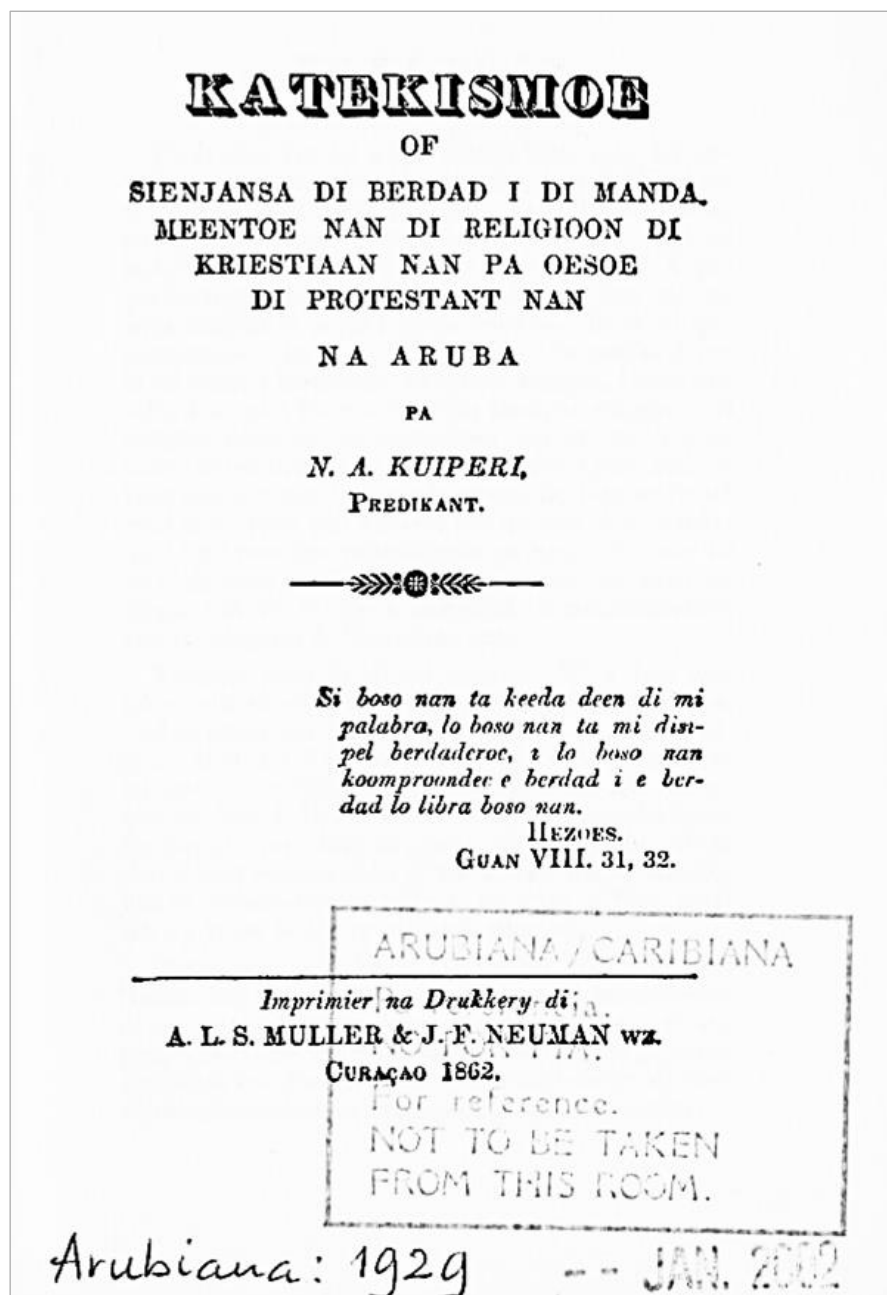 KATEKISMOE
OF
SIENJANSA DI BERDAD I DI MANDA.
MEENTOE NAN DI RELIGIOON DI
KRIESTIAAN NAN PA OESOE
DI PROTESTANT NAN
NA ARUBA
PA
N. A. KUIPERI,
PREDIKANT.
Si boso nan ta keeda deen di mi
palabra, lo boso nan ta mi disi-
pel berdaderoe, i lo boso nan
koomproondee e berdad i e ber-
dad lo libra boso nan.
HEZOES.
GUAN VIII. 31, 32.
ARUBIANA / CARIBIANA
Imprimier na Drukkery di
A. L. S. MULLER & J. F. NEUMAN wz.
CURAÇAO 1862.
For reference.
NOT TO BE TAKEN
FROM THIS ROOM.
Arubiana: 1929 -- JAN. 2002